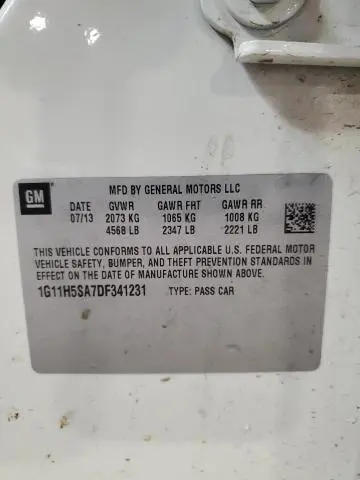 GM
MFD BY GENERAL MOTORS LLC
DATE GVWR GAWR FRT GAWR RR
07/13 2073 KG 1065 KG 1008 KG
4568 LB 2347 LB 2221 LB
THIS VEHICLE CONFORMS TO ALL APPLICABLE U.S. FEDERAL MOTOR
VEHICLE SAFETY, BUMPER, AND THEFT PREVENTION STANDARDS
IN EFFECT ON THE DATE OF MANUFACTURE SHOWN ABOVE.
1G11H5SA7DF341231 TYPE: PASS CAR